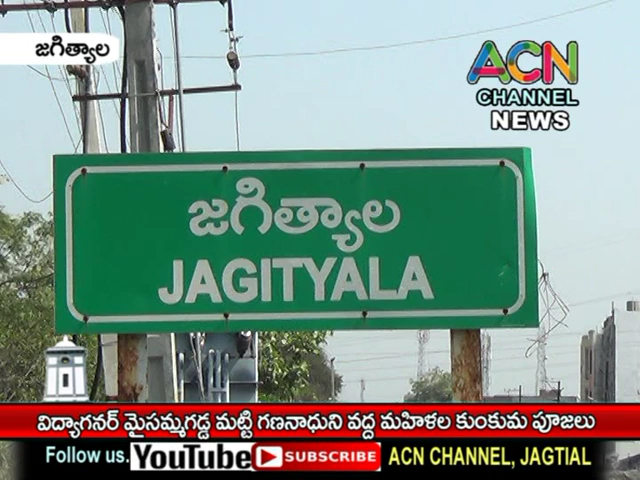 జగిత్యాల
ACN
CHANNEL
NEWS
జగిత్యాల
JAGITYALA
విద్యాగనర్ మైసమ్మగడ్డ మట్టి గణనాధుని వద్ద మహిళల కుంకుమ పూజలు
Follow us. YouTube SUBSCRIBE ACN CHANNEL, JAGTIAL